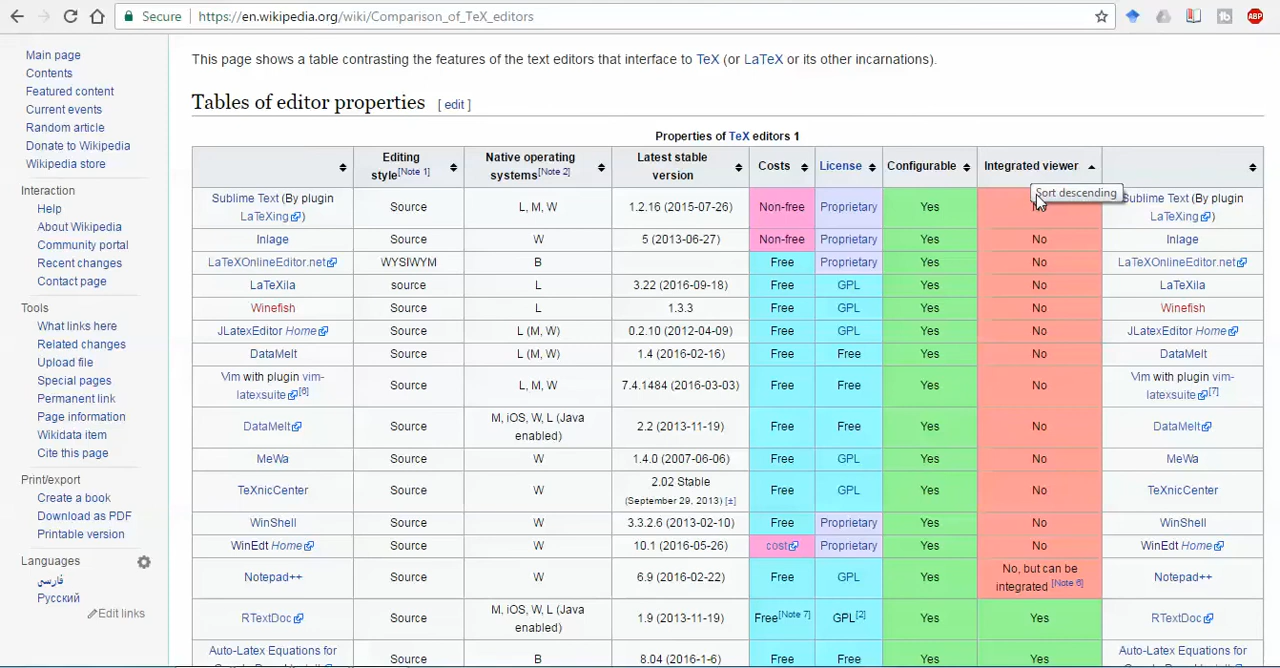 Secure
https://en.wikipedia.org/wiki/Comparison_of_TeX_editors
ABP
Main page
Contents
Featured content
Current events
Random article
Donate to Wikipedia
Wikipedia store
Interaction
Help
About Wikipedia
Community portal
Recent changes
Contact page
Tools
What links here
Related changes
Upload file
Special pages
Permanent link
Page information
Wikidata item
Cite this page
Print/export
Create a book
Download as PDF
Printable version
Languages
فارسی
Русский
Edit links
This page shows a table contrasting the features of the text editors that interface to TeX (or LaTeX or its other incarnations).
Tables of editor properties [ edit ]
Properties of TeX editors 1
Editing style[Note 1] Native operating systems[Note 2] Latest stable version Costs License Configurable Integrated viewer
Sort descending
Sublime Text (By plugin LaTeXing) Source L, M, W 1.2.16 (2015-07-26) Non-free Proprietary Yes Sublime Text (By plugin LaTeXing)
Inlage Source W 5 (2013-06-27) Non-free Proprietary Yes No Inlage
LaTeXOnlineEditor.net WYSIWYM B Free Proprietary Yes No LaTeXOnlineEditor.net
LaTeXila source L 3.22 (2016-09-18) Free GPL Yes No LaTeXila
Winefish Source L 1.3.3 Free GPL Yes No Winefish
JLatexEditor Home Source L (M, W) 0.2.10 (2012-04-09) Free GPL Yes No JLatexEditor Home
DataMelt Source L (M, W) 1.4 (2016-02-16) Free Free Yes No DataMelt
Vim with plugin vim-latexsuite[6] Source L, M, W 7.4.1484 (2016-03-03) Free Free Yes No Vim with plugin vim-latexsuite[7]
DataMelt Source M, iOS, W, L (Java enabled) 2.2 (2013-11-19) Free Free Yes No DataMelt
MeWa Source W 1.4.0 (2007-06-06) Free GPL Yes No MeWa
TeXnicCenter Source W 2.02 Stable (September 29, 2013) [±] Free GPL Yes No TeXnicCenter
WinShell Source W 3.3.2.6 (2013-02-10) Free Proprietary Yes No WinShell
WinEdt Home Source W 10.1 (2016-05-26) cost Proprietary Yes No WinEdt Home
Notepad++ Source W 6.9 (2016-02-22) Free GPL Yes No, but can be integrated [Note 6] Notepad++
RTextDoc Source M, iOS, W, L (Java enabled) 1.9 (2013-11-19) Free[Note 7] GPL[2] Yes Yes RTextDoc
Auto-Latex Equations for Source B 8.04 (2016-1-6) Free Free Yes Yes Auto-Latex Equations for